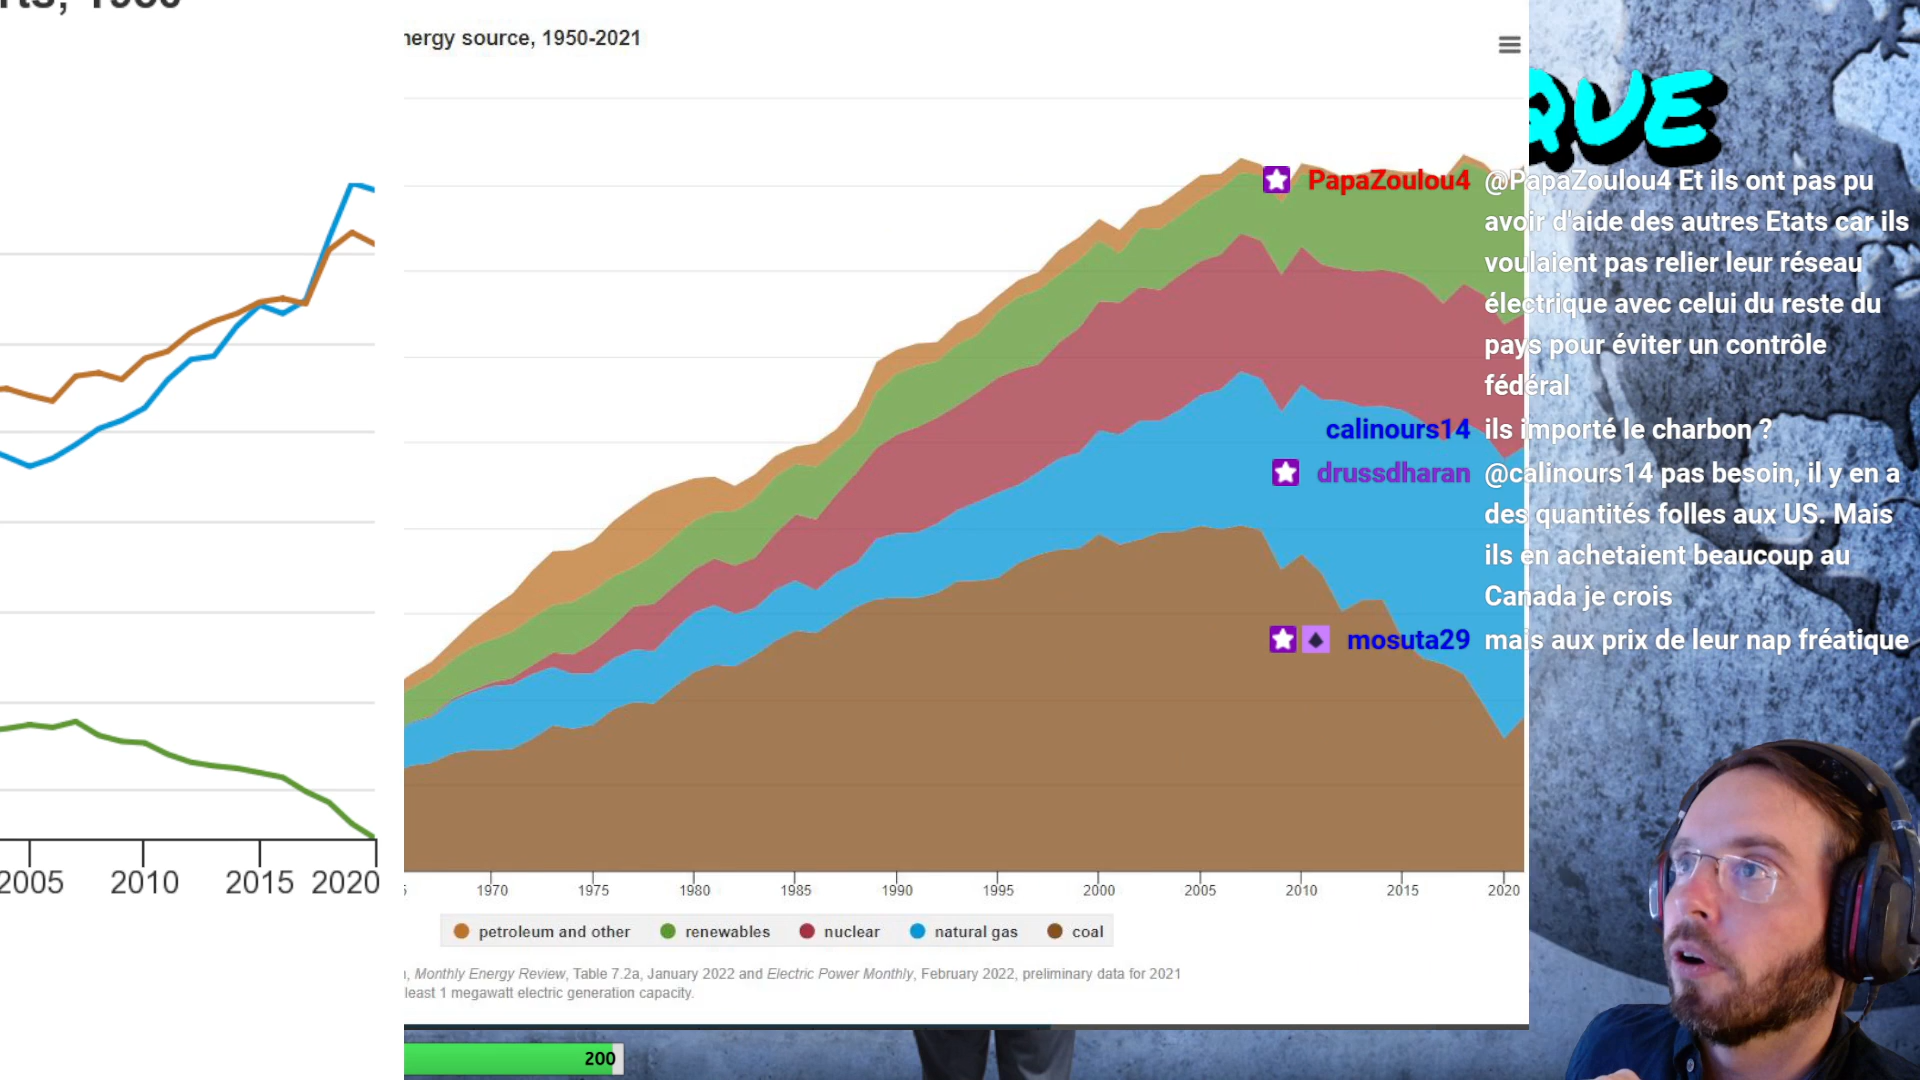 nergy source, 1950-2021
QUE
PapaZoulou4 @PapaZoulou4 Et ils ont pas pu
avoir d'aide des autres Etats car ils
voulaient pas relier leur réseau
électrique avec celui du reste du
pays pour éviter un contrôle
fédéral
calinours14 ils importé le charbon ?
drussdharan @calinours14 pas besoin, il y en a
des quantités folles aux US. Mais
ils en achetaient beaucoup au
Canada je crois
mosuta29 mais aux prix de leur nap fréatique
2005 2010 2015 2020
1970 1975 1980 1985 1990 1995 2000 2005 2010 2015 2020
petroleum and other renewables nuclear natural gas coal
Monthly Energy Review, Table 7.2a, January 2022 and Electric Power Monthly, February 2022, preliminary data for 2021
least 1 megawatt electric generation capacity.
200